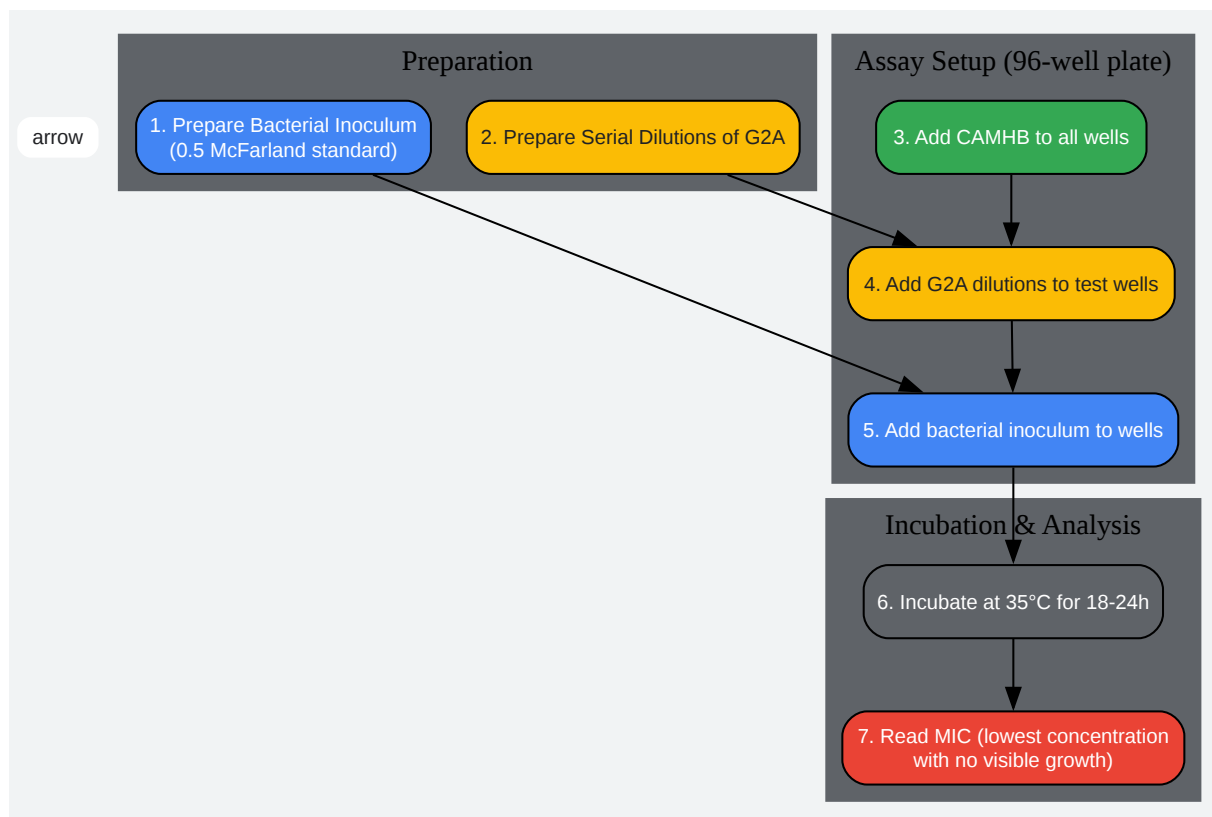 Preparation
Assay Setup (96-well plate)
arrow
1. Prepare Bacterial Inoculum
(0.5 McFarland standard)
2. Prepare Serial Dilutions of G2A
3. Add CAMHB to all wells
4. Add G2A dilutions to test wells
5. Add bacterial inoculum to wells
Incubation & Analysis
6. Incubate at 35°C for 18-24h
7. Read MIC (lowest concentration
with no visible growth)